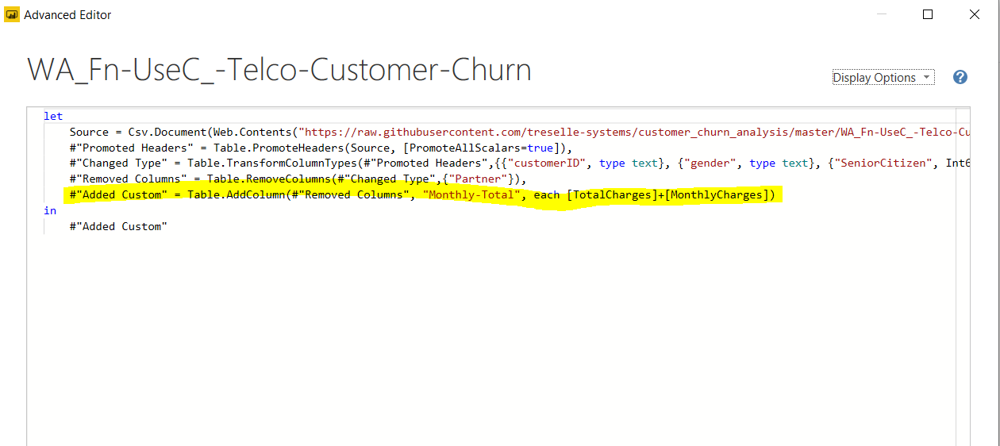 Advanced Editor
WA_Fn-UseC_-Telco-Customer-Churn
Display Options
?
let
Source = Csv.Document(Web.Contents("https://raw.githubusercontent.com/treselle-systems/customer_churn_analysis/master/WA_Fn-UseC_-Telco-Cu
#"Promoted Headers" = Table.PromoteHeaders(Source, [PromoteAllScalars=true]),
#"Changed Type" = Table.TransformColumnTypes(#"Promoted Headers",{{"customerID", type text}, {"gender", type text}, {"SeniorCitizen", Int6
#"Removed Columns" = Table.RemoveColumns(#"Changed Type",{"Partner"}),
#"Added Custom" = Table.AddColumn(#"Removed Columns", "Monthly-Total", each [TotalCharges]+[MonthlyCharges])
in
#"Added Custom"